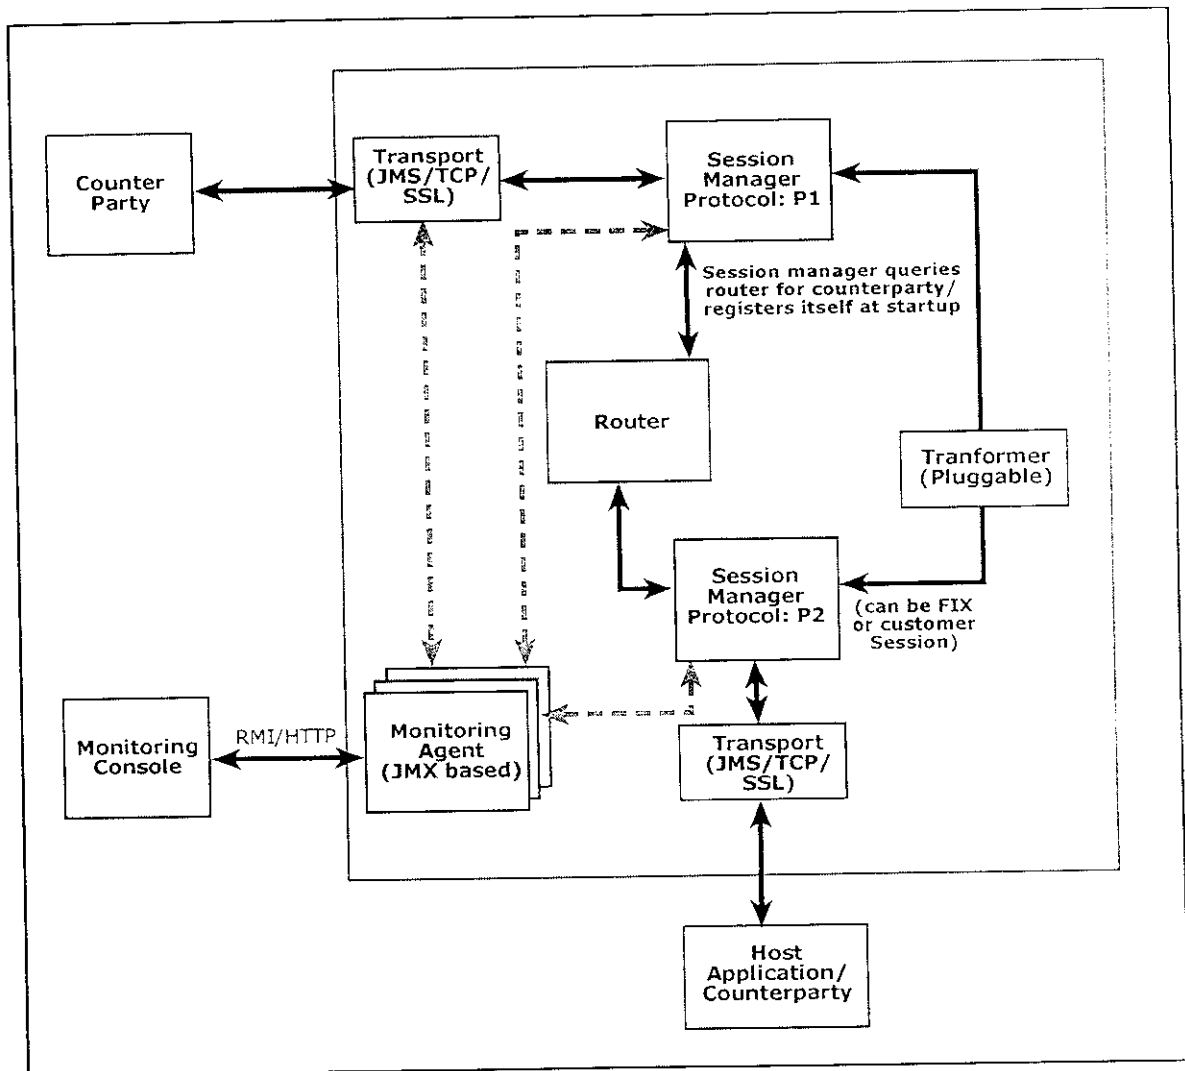 Counter
Party
Transport
(JMS/TCP/
SSL)
Session
Manager
Protocol: P1
Session manager queries
router for counterparty/
registers itself at startup
Router
Tranformer
(Pluggable)
Session
Manager
Protocol: P2
(can be FIX
or customer
Session)
Monitoring
Console
RMI/HTTP
Monitoring
Agent
(JMX based)
Transport
(JMS/TCP/
SSL)
Host
Application/
Counterparty